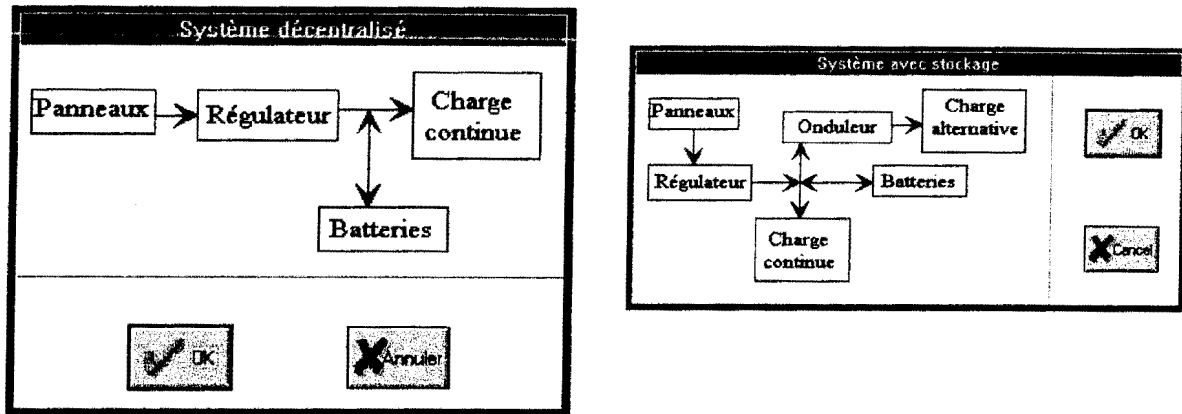 Système décentralisé
Panneaux
Régulateur
Charge
continue
Batteries
OK
Annuler
Système avec stockage
Panneaux
Charge
alternative
Onduleur
Régulateur
Batteries
Charge
continue
OK
Cancel